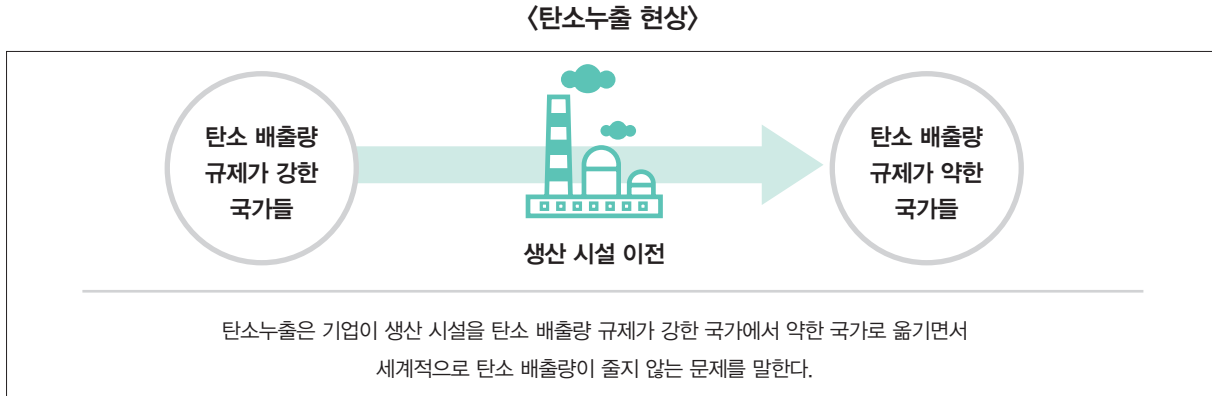 〈탄소누출 현상〉
탄소 배출량
규제가 강한
국가들
탄소 배출량
규제가 약한
국가들
생산 시설 이전
탄소누출은 기업이 생산 시설을 탄소 배출량 규제가 강한 국가에서 약한 국가로 옮기면서
세계적으로 탄소 배출량이 줄지 않는 문제를 말한다.